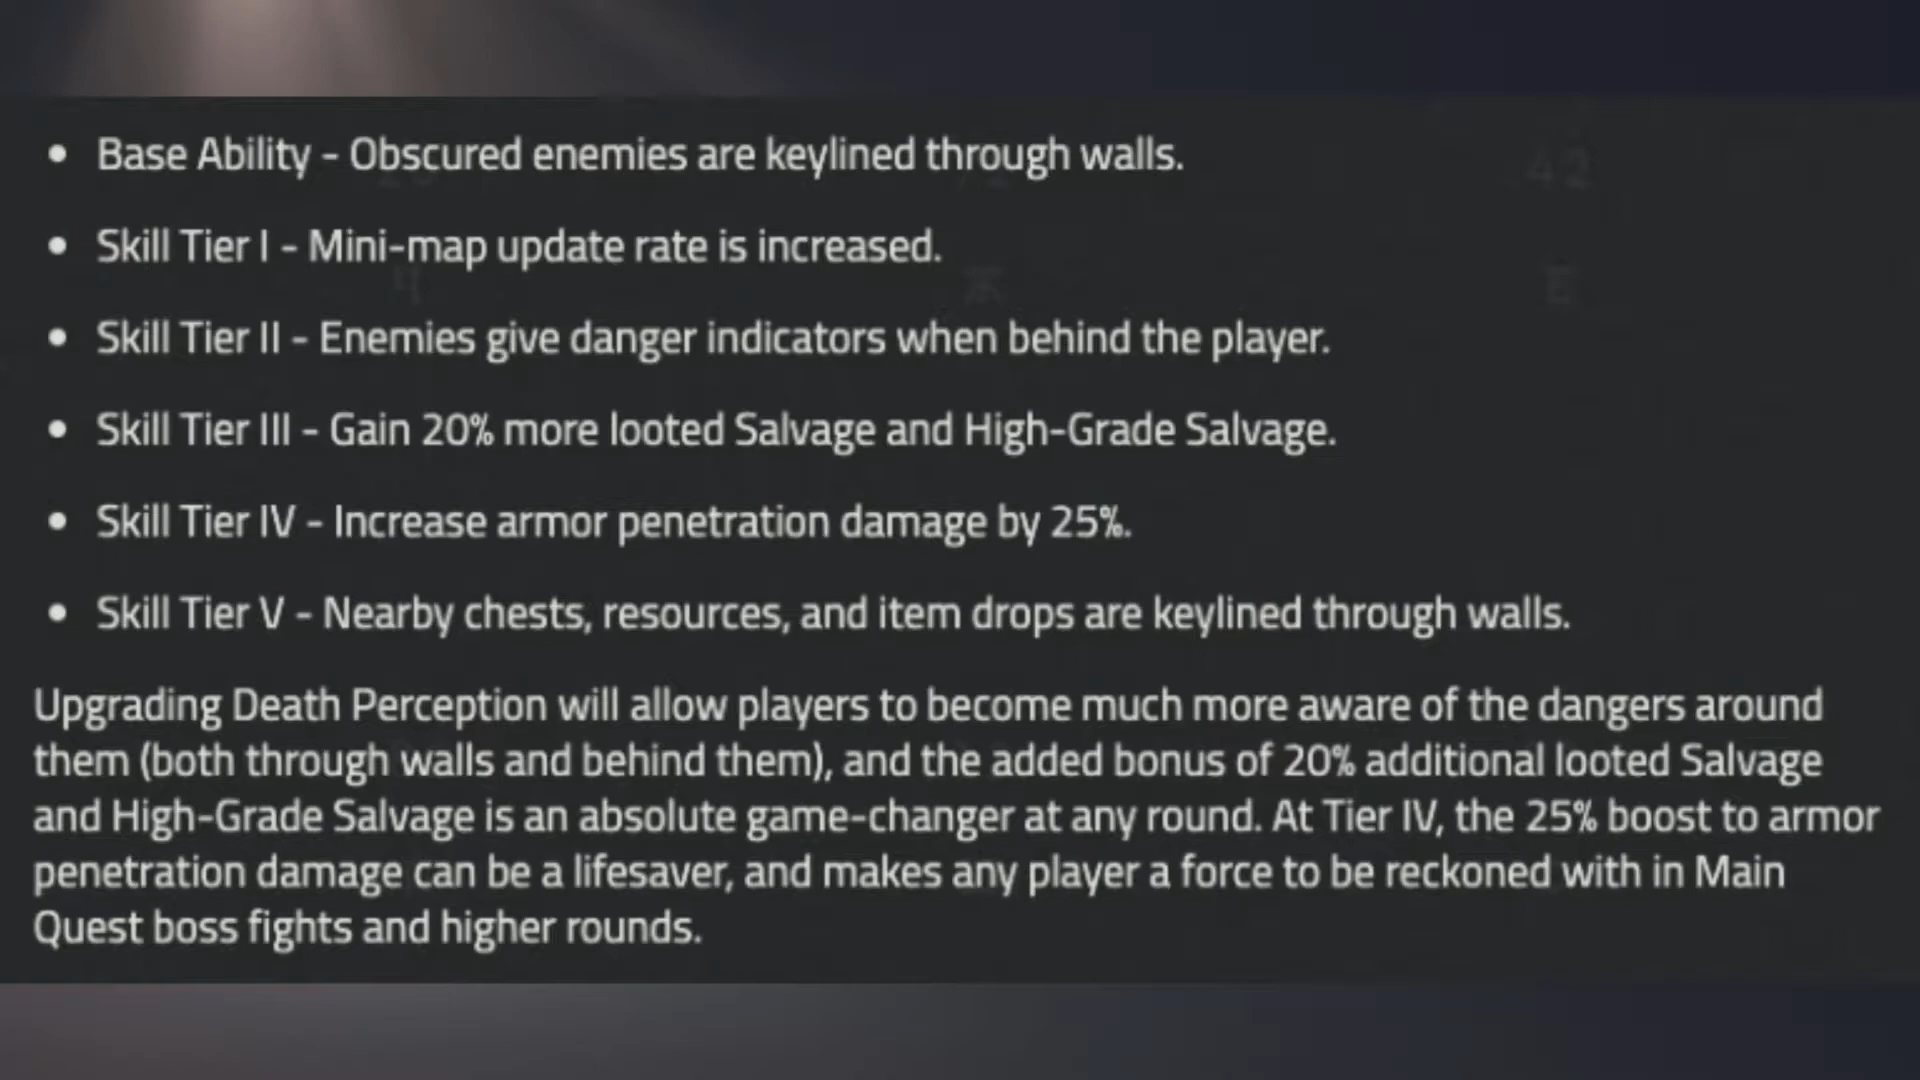 • Base Ability - Obscured enemies are keylined through walls.
• Skill Tier I - Mini-map update rate is increased.
• Skill Tier II - Enemies give danger indicators when behind the player.
• Skill Tier III - Gain 20% more looted Salvage and High-Grade Salvage.
• Skill Tier IV - Increase armor penetration damage by 25%.
• Skill Tier V - Nearby chests, resources, and item drops are keylined through walls.
Upgrading Death Perception will allow players to become much more aware of the dangers around
them (both through walls and behind them), and the added bonus of 20% additional looted Salvage
and High-Grade Salvage is an absolute game-changer at any round. At Tier IV, the 25% boost to armor
penetration damage can be a lifesaver, and makes any player a force to be reckoned with in Main
Quest boss fights and higher rounds.